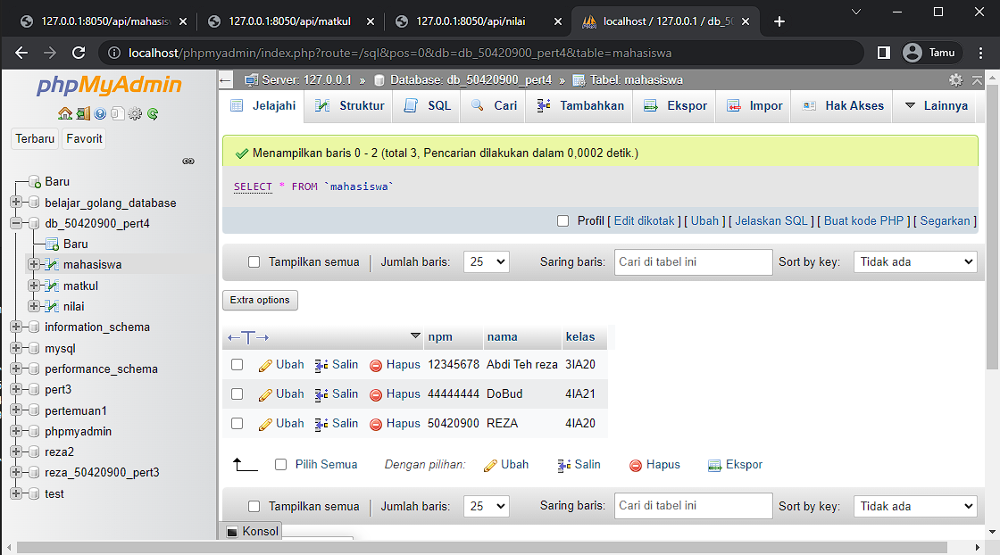 127.0.0.1:8050/api/mahasis
127.0.0.1:8050/api/matkul
127.0.0.1:8050/api/nilai
localhost / 127.0.0.1 / db_50
localhost/phpmyadmin/index.php?route=/sql&pos=0&db=db_50420900_pert4&table=mahasiswa
Tamu
phpMyAdmin
Terbaru Favorit
Baru
belajar_golang_database
db_50420900_pert4
Baru
mahasiswa
matkul
nilai
information_schema
mysql
performance_schema
pert3
pertemuan1
phpmyadmin
reza2
reza_50420900_pert3
test
Server: 127.0.0.1 » Database: db_50420900_pert4 » Tabel: mahasiswa
Jelajahi Struktur SQL Cari Tambahkan Ekspor Impor Hak Akses Lainnya
Menampilkan baris 0 - 2 (total 3, Pencarian dilakukan dalam 0,0002 detik.)
SELECT * FROM `mahasiswa`
Profil [ Edit dikotak ] [ Ubah ] [ Jelaskan SQL ] [ Buat kode PHP ] [ Segarkan ]
Tampilkan semua Jumlah baris: 25 Saring baris: Cari di tabel ini Sort by key: Tidak ada
Extra options
npm nama kelas
Ubah Salin Hapus 12345678 Abdi Teh reza 3IA20
Ubah Salin Hapus 44444444 DoBud 4IA21
Ubah Salin Hapus 50420900 REZA 4IA20
Pilih Semua Dengan pilihan: Ubah Salin Hapus Ekspor
Tampilkan semua Jumlah baris: 25 Saring baris: Cari di tabel ini Sort by key: Tidak ada
Konsol